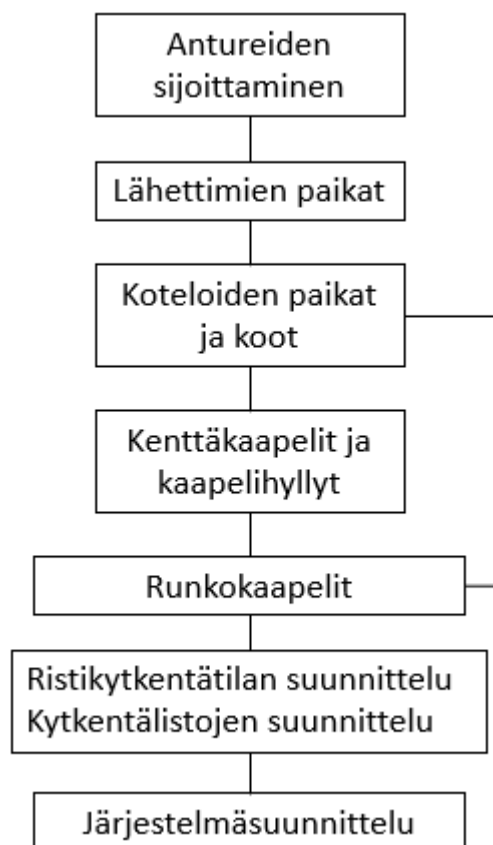 Antureiden
sijoittaminen
Lähettimien paikat
Koteloiden paikat
ja koot
Kenttäkaapelit ja
kaapelihyllyt
Runkokaapelit
Ristikytkentätilan suunnittelu
Kytkentälistojen suunnittelu
Järjestelmäsuunnittelu